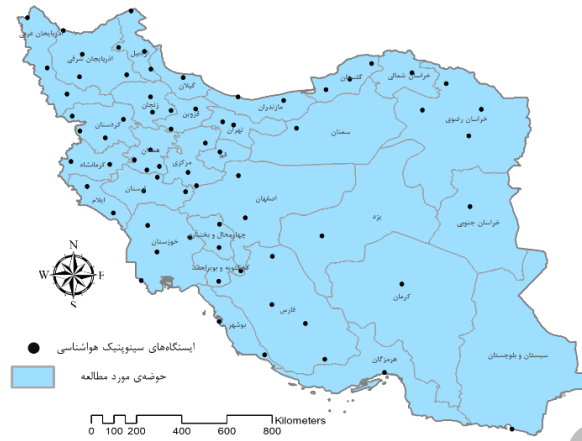 آذربایجان غربی
اردبیل
آذربایجان شرقی
گیلان
گلستان
خراسان شمالی
زنجان
قزوین
مازندران
خراسان رضوی
کردستان
تهران
سمنان
همدان
قم
مرکزی
کرمانشاه
لرستان
ایلام
اصفهان
یزد
خراسان جنوبی
چهارمحال و بختیاری
خوزستان
کهگیلویه و بویراحمد
کرمان
فارس
بوشهر
سیستان و بلوچستان
هرمزگان
N
W E
S
ایستگاه‌های سینوپتیک هواشناسی
حوضه‌ی مورد مطالعه
Kilometers
0 100 200 400 600 800